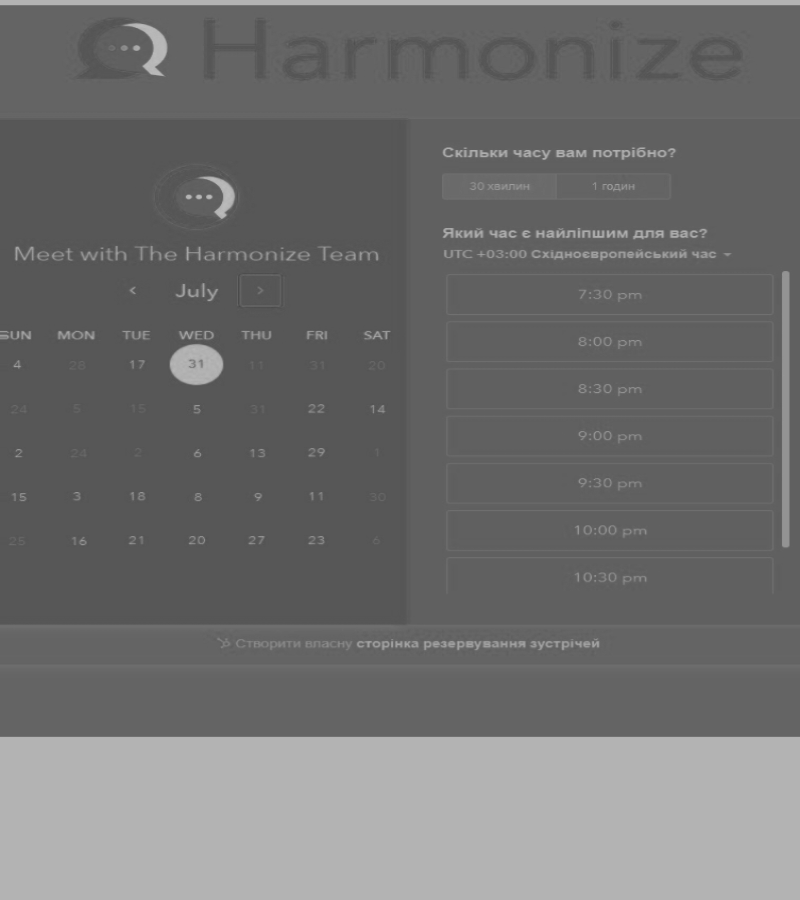 Harmonize
Meet with The Harmonize Team
July
SUN MON TUE WED THU FRI SAT
4 28 17 31 11 31 20
24 5 15 5 31 22 14
2 24 2 6 13 29 1
15 3 18 8 9 11 30
25 16 21 20 27 23 6
Скільки часу вам потрібно?
30 хвилин 1 годин
Який час є найліпшим для вас?
UTC +03:00 Східноєвропейський час
7:30 pm
8:00 pm
8:30 pm
9:00 pm
9:30 pm
10:00 pm
10:30 pm
Створити власну сторінка резервування зустрічей